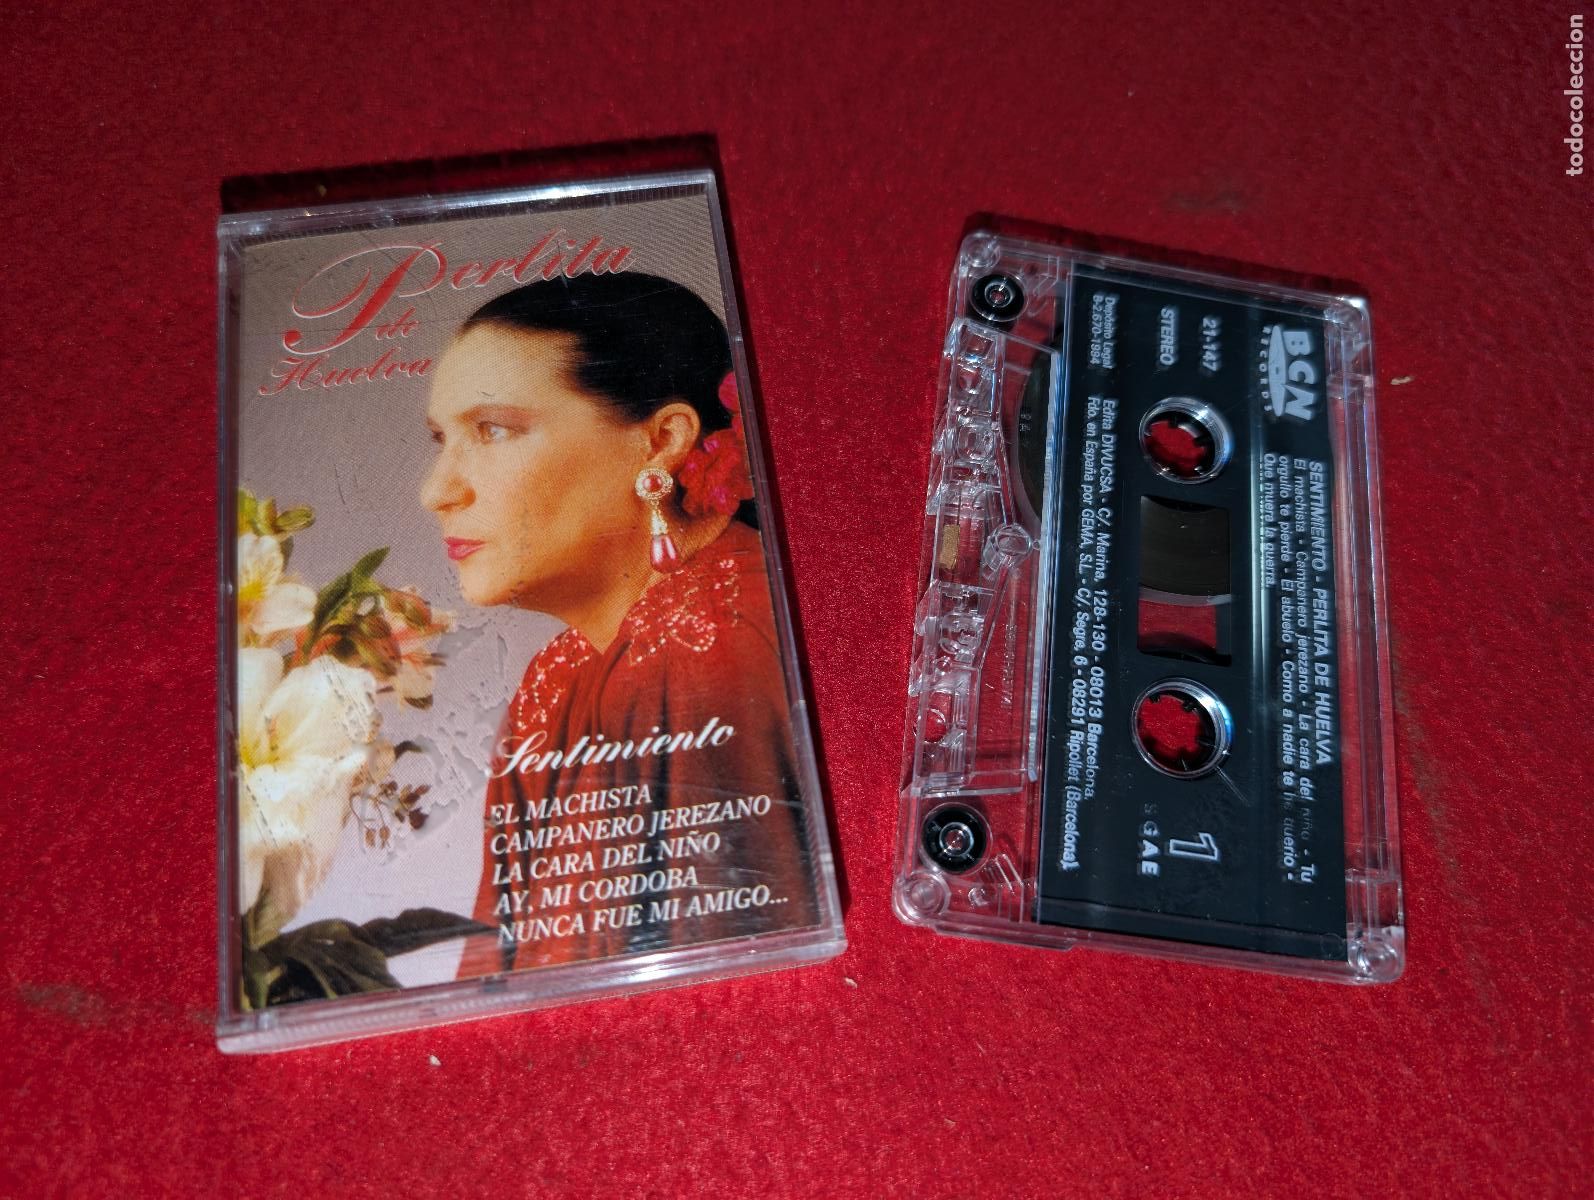 Perlita
de
Huelva
Sentimiento
EL MACHISTA
CAMPANERO JEREZANO
LA CARA DEL NIÑO
AY, MI CORDOBA
NUNCA FUE MI AMIGO...
BCN
RECORDS
SENTIMIENTO - PERLITA DE HUELVA
El machista - Campanero jerezano - La cara del niño - Tu
orgullo te pierde - El abuelo - Como a nadie te he querio -
Que muera la guerra.
21-147
STEREO
1
SGAE
Depósito Legal
B-2.670-1994
Edita DIVUCSA - C/. Marina, 128-130 - 08013 Barcelona.
Fdo. en España por GEMA, S.L. - C/. Segre, 6 - 08291 Ripollet (Barcelona)
todocoleccion